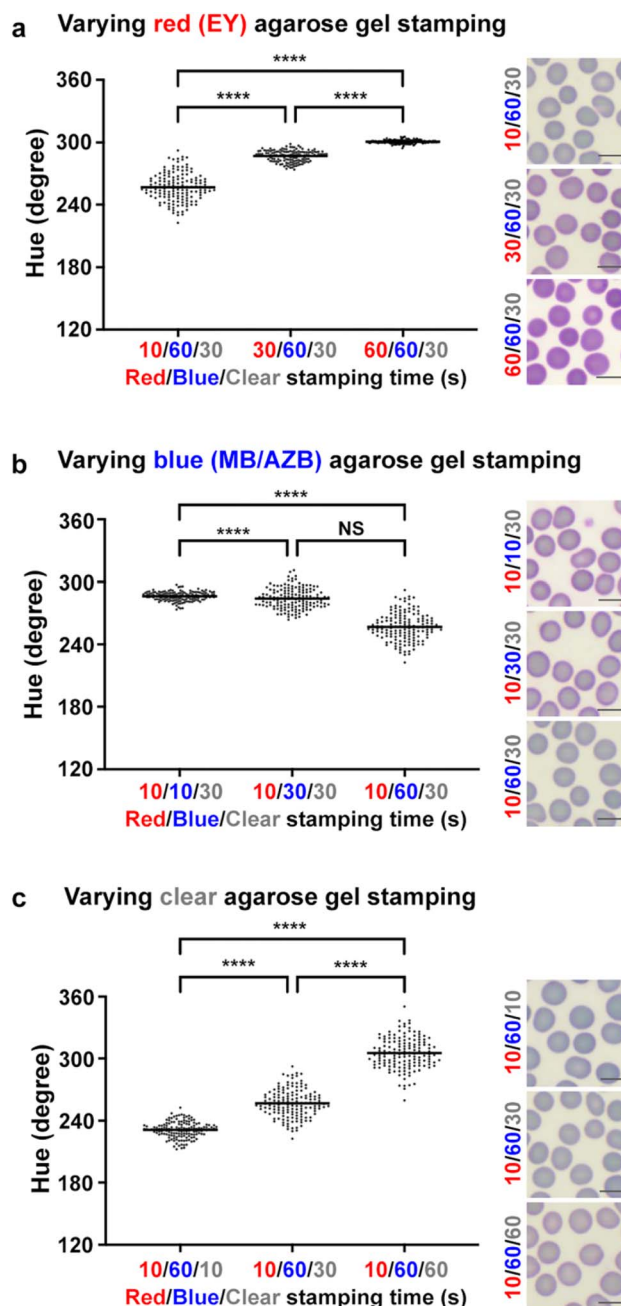 a Varying red (EY) agarose gel stamping
****
**** ****
360
300
240
180
120
Hue (degree)
10/60/30 30/60/30 60/60/30
Red/Blue/Clear stamping time (s)
10/60/30
30/60/30
60/60/30
b Varying blue (MB/AZB) agarose gel stamping
****
**** NS
360
300
240
180
120
Hue (degree)
10/10/30 10/30/30 10/60/30
Red/Blue/Clear stamping time (s)
10/10/30
10/30/30
10/60/30
c Varying clear agarose gel stamping
****
**** ****
360
300
240
180
120
Hue (degree)
10/60/10 10/60/30 10/60/60
Red/Blue/Clear stamping time (s)
10/60/10
10/60/30
10/60/60